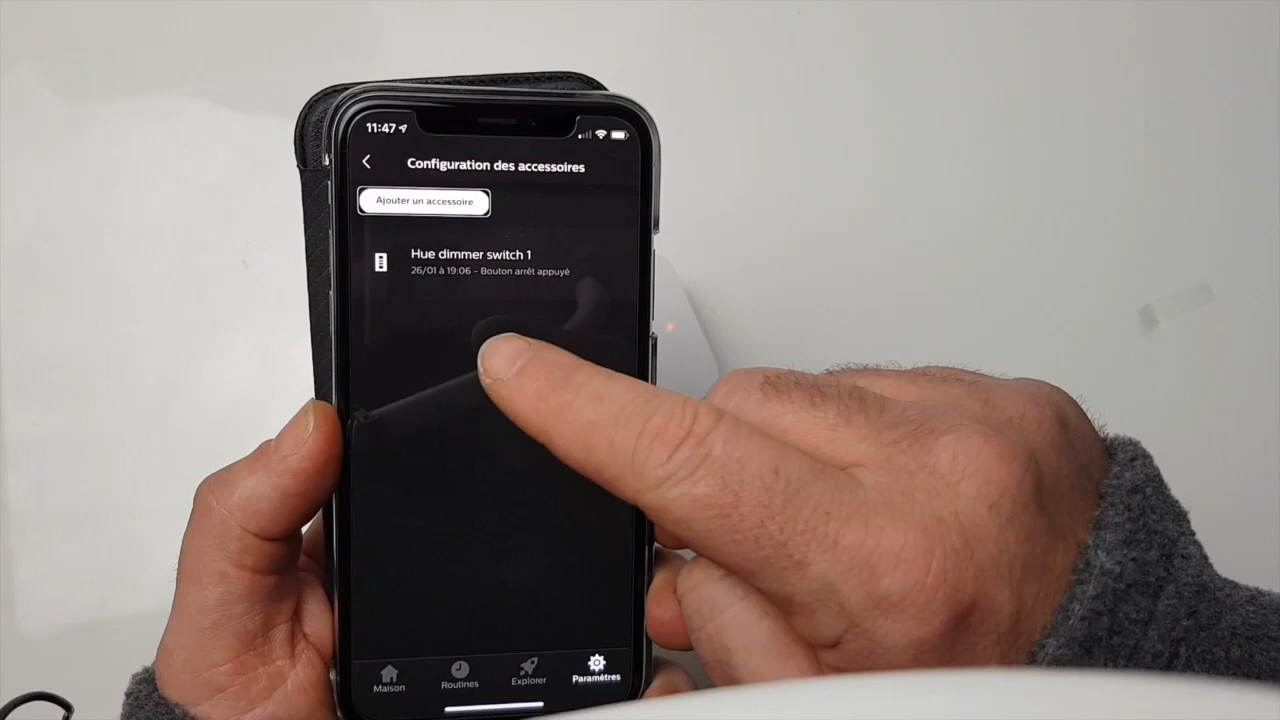 11:47
Configuration des accessoires
Ajouter un accessoire
Hue dimmer switch 1
26/01 à 19:06 - Bouton arrêt appuyé
Maison
Routines
Explorer
Paramètres